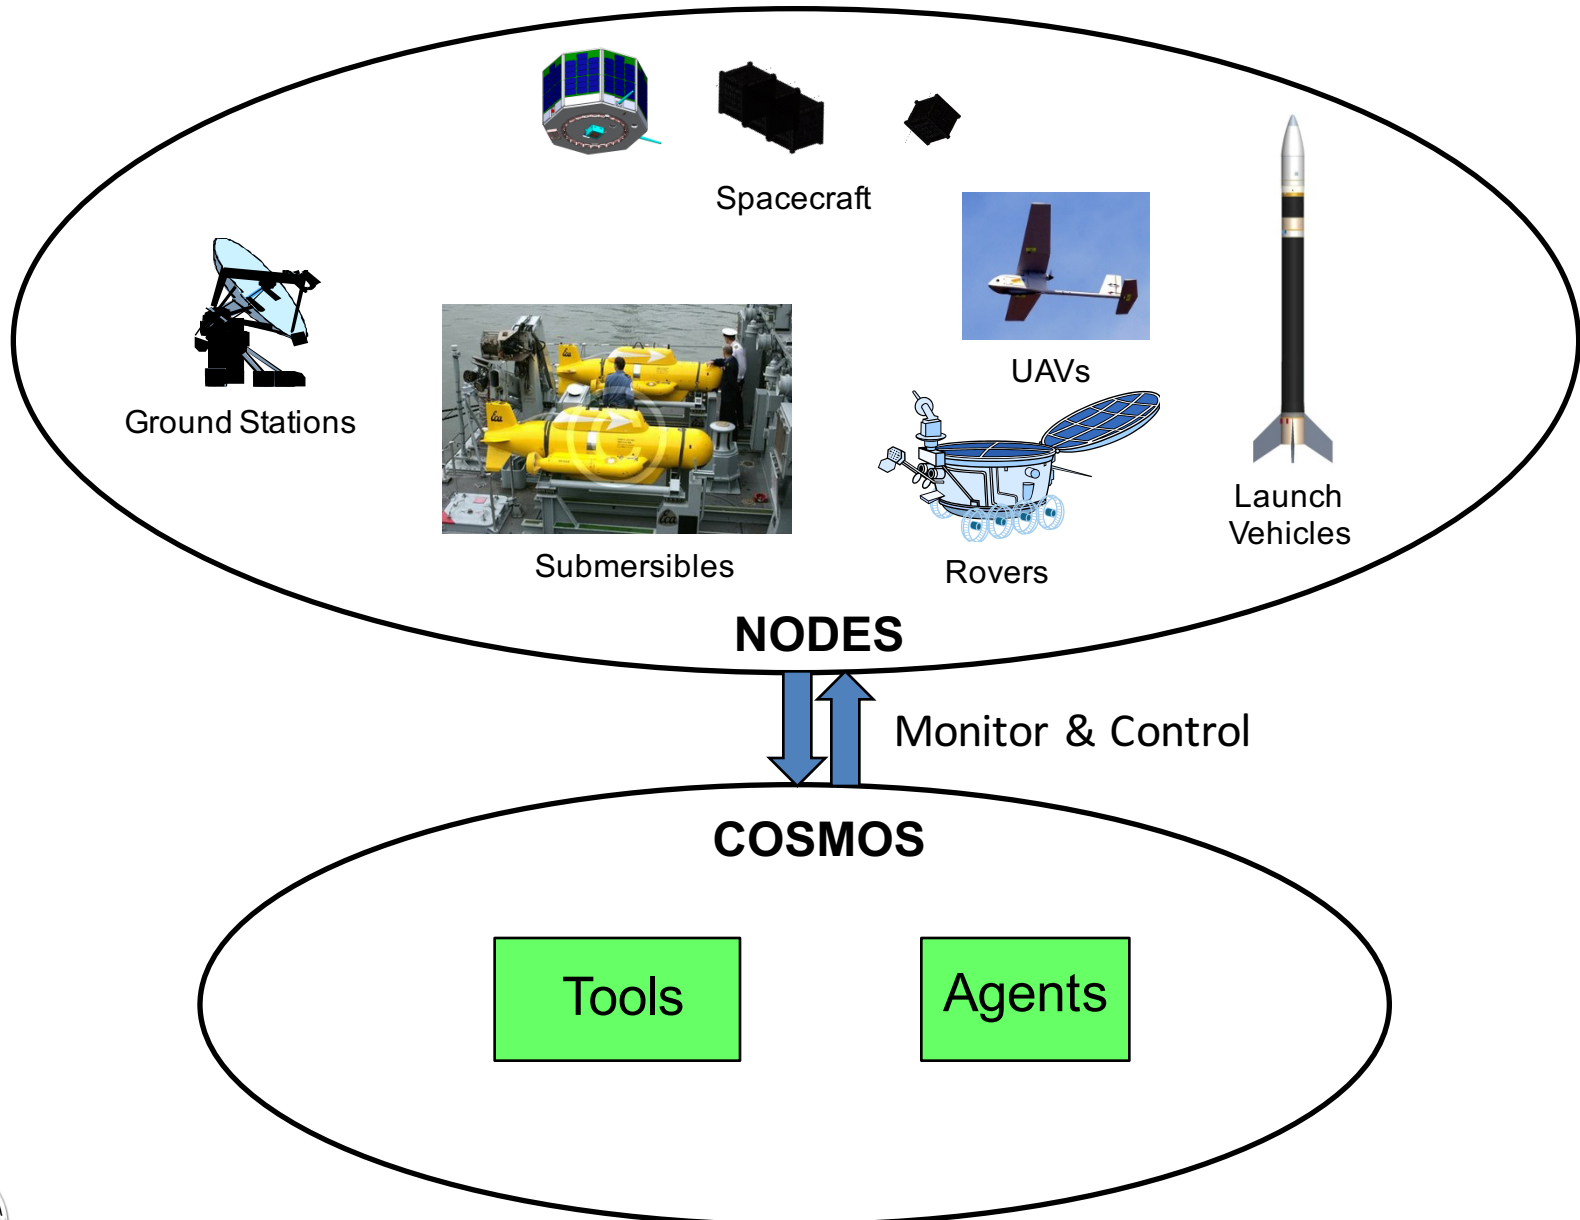 Spacecraft
UAVs
Ground Stations
Launch
Vehicles
Submersibles
Rovers
NODES
Monitor & Control
COSMOS
Tools
Agents